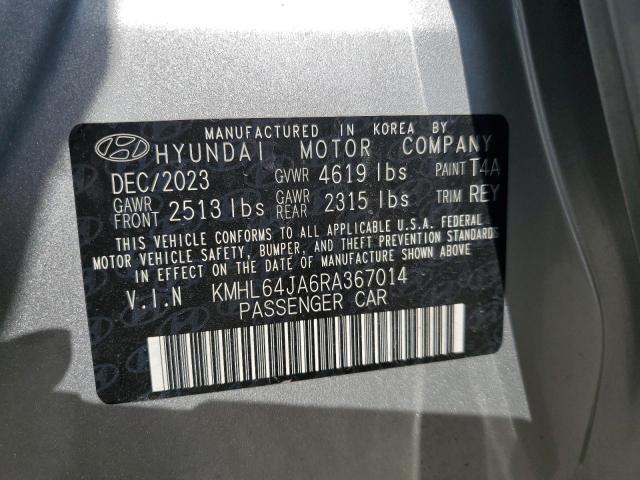 MANUFACTURED IN KOREA BY
HYUNDAI MOTOR COMPANY
DEC/2023 GVWR 4619 lbs PAINT T4A
GAWR FRONT 2513 lbs GAWR REAR 2315 lbs TRIM REY
THIS VEHICLE CONFORMS TO ALL APPLICABLE U.S.A. FEDERAL
MOTOR VEHICLE SAFETY, BUMPER, AND THEFT PREVENTION STANDARDS
IN EFFECT ON THE DATE OF MANUFACTURE SHOWN ABOVE.
V.I.N KMHL64JA6RA367014
PASSENGER CAR